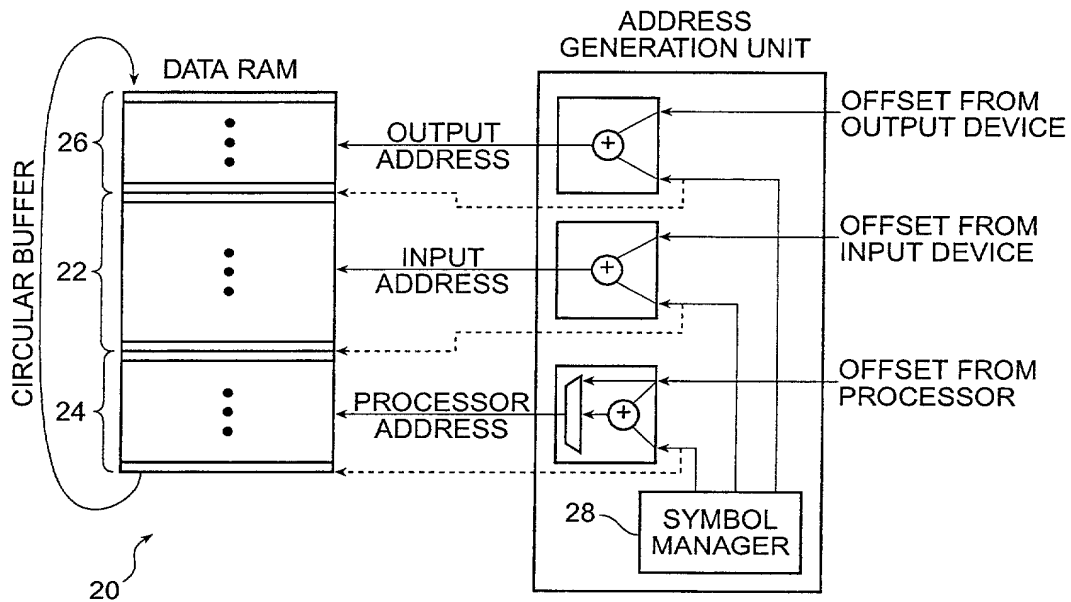 ADDRESS
GENERATION UNIT
DATA RAM
OFFSET FROM
OUTPUT DEVICE
26
OUTPUT
ADDRESS
+
CIRCULAR BUFFER
22
INPUT
ADDRESS
+
OFFSET FROM
INPUT DEVICE
24
PROCESSOR
ADDRESS
+
OFFSET FROM
PROCESSOR
28
SYMBOL
MANAGER
20